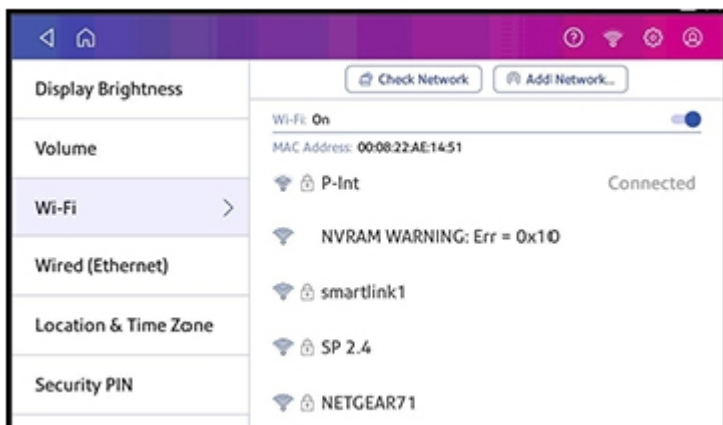 Display Brightness
Volume
Wi-Fi
Wired (Ethernet)
Location & Time Zone
Security PIN
Check Network
Add Network...
Wi-Fi: On
MAC Address: 00:08:22:AE:14:51
P-Int Connected
NVRAM WARNING: Err = 0x10
smartlink1
SP 2.4
NETGEAR71